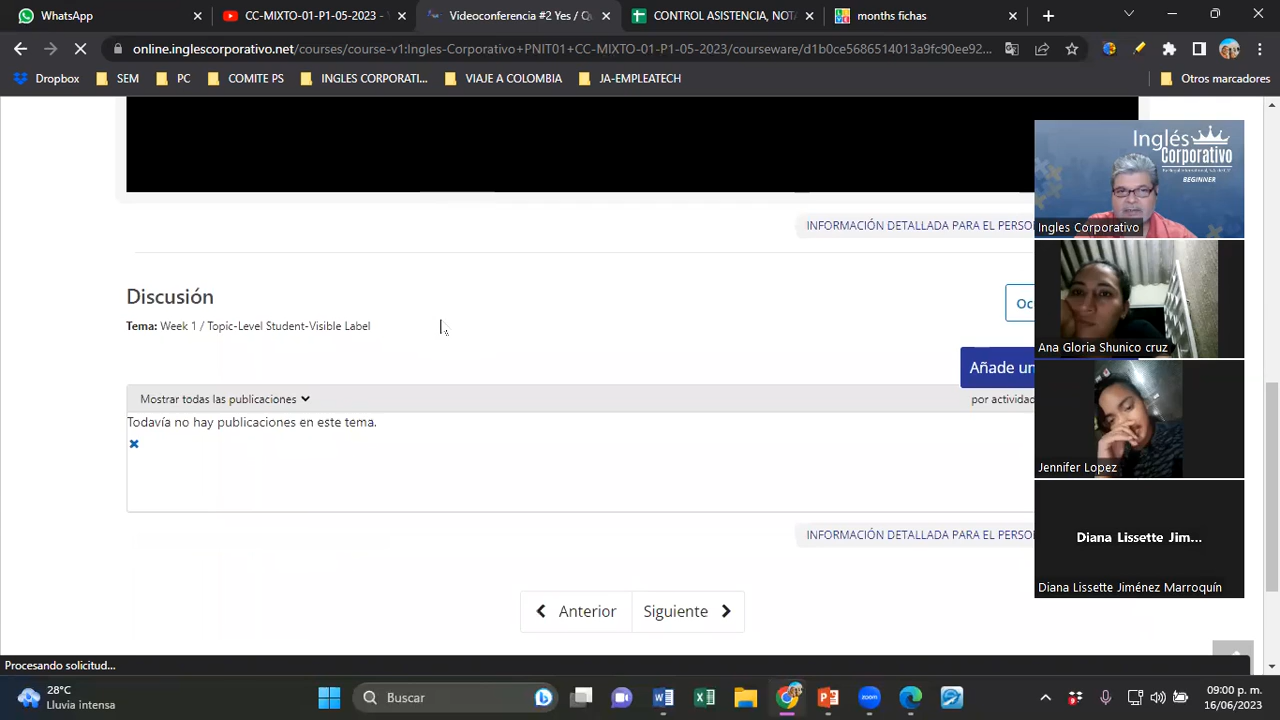 WhatsApp
CC-MIXTO-01-P1-05-2023 -
Videoconferencia #2 Yes /
CONTROL ASISTENCIA, NOTA
months fichas
online.inglescorporativo.net/courses/course-v1:Ingles-Corporativo+PNIT01+CC-MIXTO-01-P1-05-2023/courseware/d1b0ce5686514013a9fc90ee92...
Dropbox
SEM
PC
COMITE PS
INGLES CORPORATI...
VIAJE A COLOMBIA
JA-EMPLEATECH
Otros marcadores
Inglés
Corporativo
BEGINNER
INFORMACIÓN DETALLADA PARA EL PERSO
Ingles Corporativo
Discusión
Oc
Tema: Week 1 / Topic-Level Student-Visible Label
Ana Gloria Shunico cruz
Añade un
Mostrar todas las publicaciones
por actividad
Todavía no hay publicaciones en este tema.
Jennifer Lopez
INFORMACIÓN DETALLADA PARA EL PERSO
Diana Lissette Jim...
Diana Lissette Jiménez Marroquín
Anterior
Siguiente
Procesando solicitud...
28°C
Lluvia intensa
Buscar
09:00 p. m.
16/06/2023